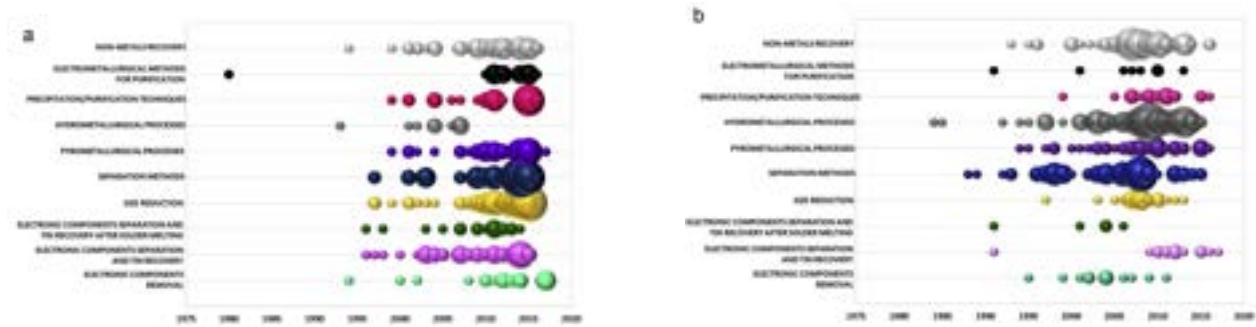 a
NON-METALS RECOVERY
ELECTROMETALLURGICAL METHODS
FOR PURIFICATION
PRECIPITATION/PURIFICATION TECHNIQUES
HYDROMETALLURGICAL PROCESSES
PYROMETALLURGICAL PROCESSES
SEPARATION METHODS
SIZE REDUCTION
ELECTRONIC COMPONENTS SEPARATION AND
TIN RECOVERY AFTER SOLDER MELTING
ELECTRONIC COMPONENTS SEPARATION
AND TIN RECOVERY
ELECTRONIC COMPONENTS
REMOVAL
1975 1980 1985 1990 1995 2000 2005 2010 2015 2020
b
NON-METALS RECOVERY
ELECTROMETALLURGICAL METHODS
FOR PURIFICATION
PRECIPITATION/PURIFICATION TECHNIQUES
HYDROMETALLURGICAL PROCESSES
PYROMETALLURGICAL PROCESSES
SEPARATION METHODS
SIZE REDUCTION
ELECTRONIC COMPONENTS SEPARATION AND
TIN RECOVERY AFTER SOLDER MELTING
ELECTRONIC COMPONENTS SEPARATION
AND TIN RECOVERY
ELECTRONIC COMPONENTS
REMOVAL
1975 1980 1985 1990 1995 2000 2005 2010 2015 2020